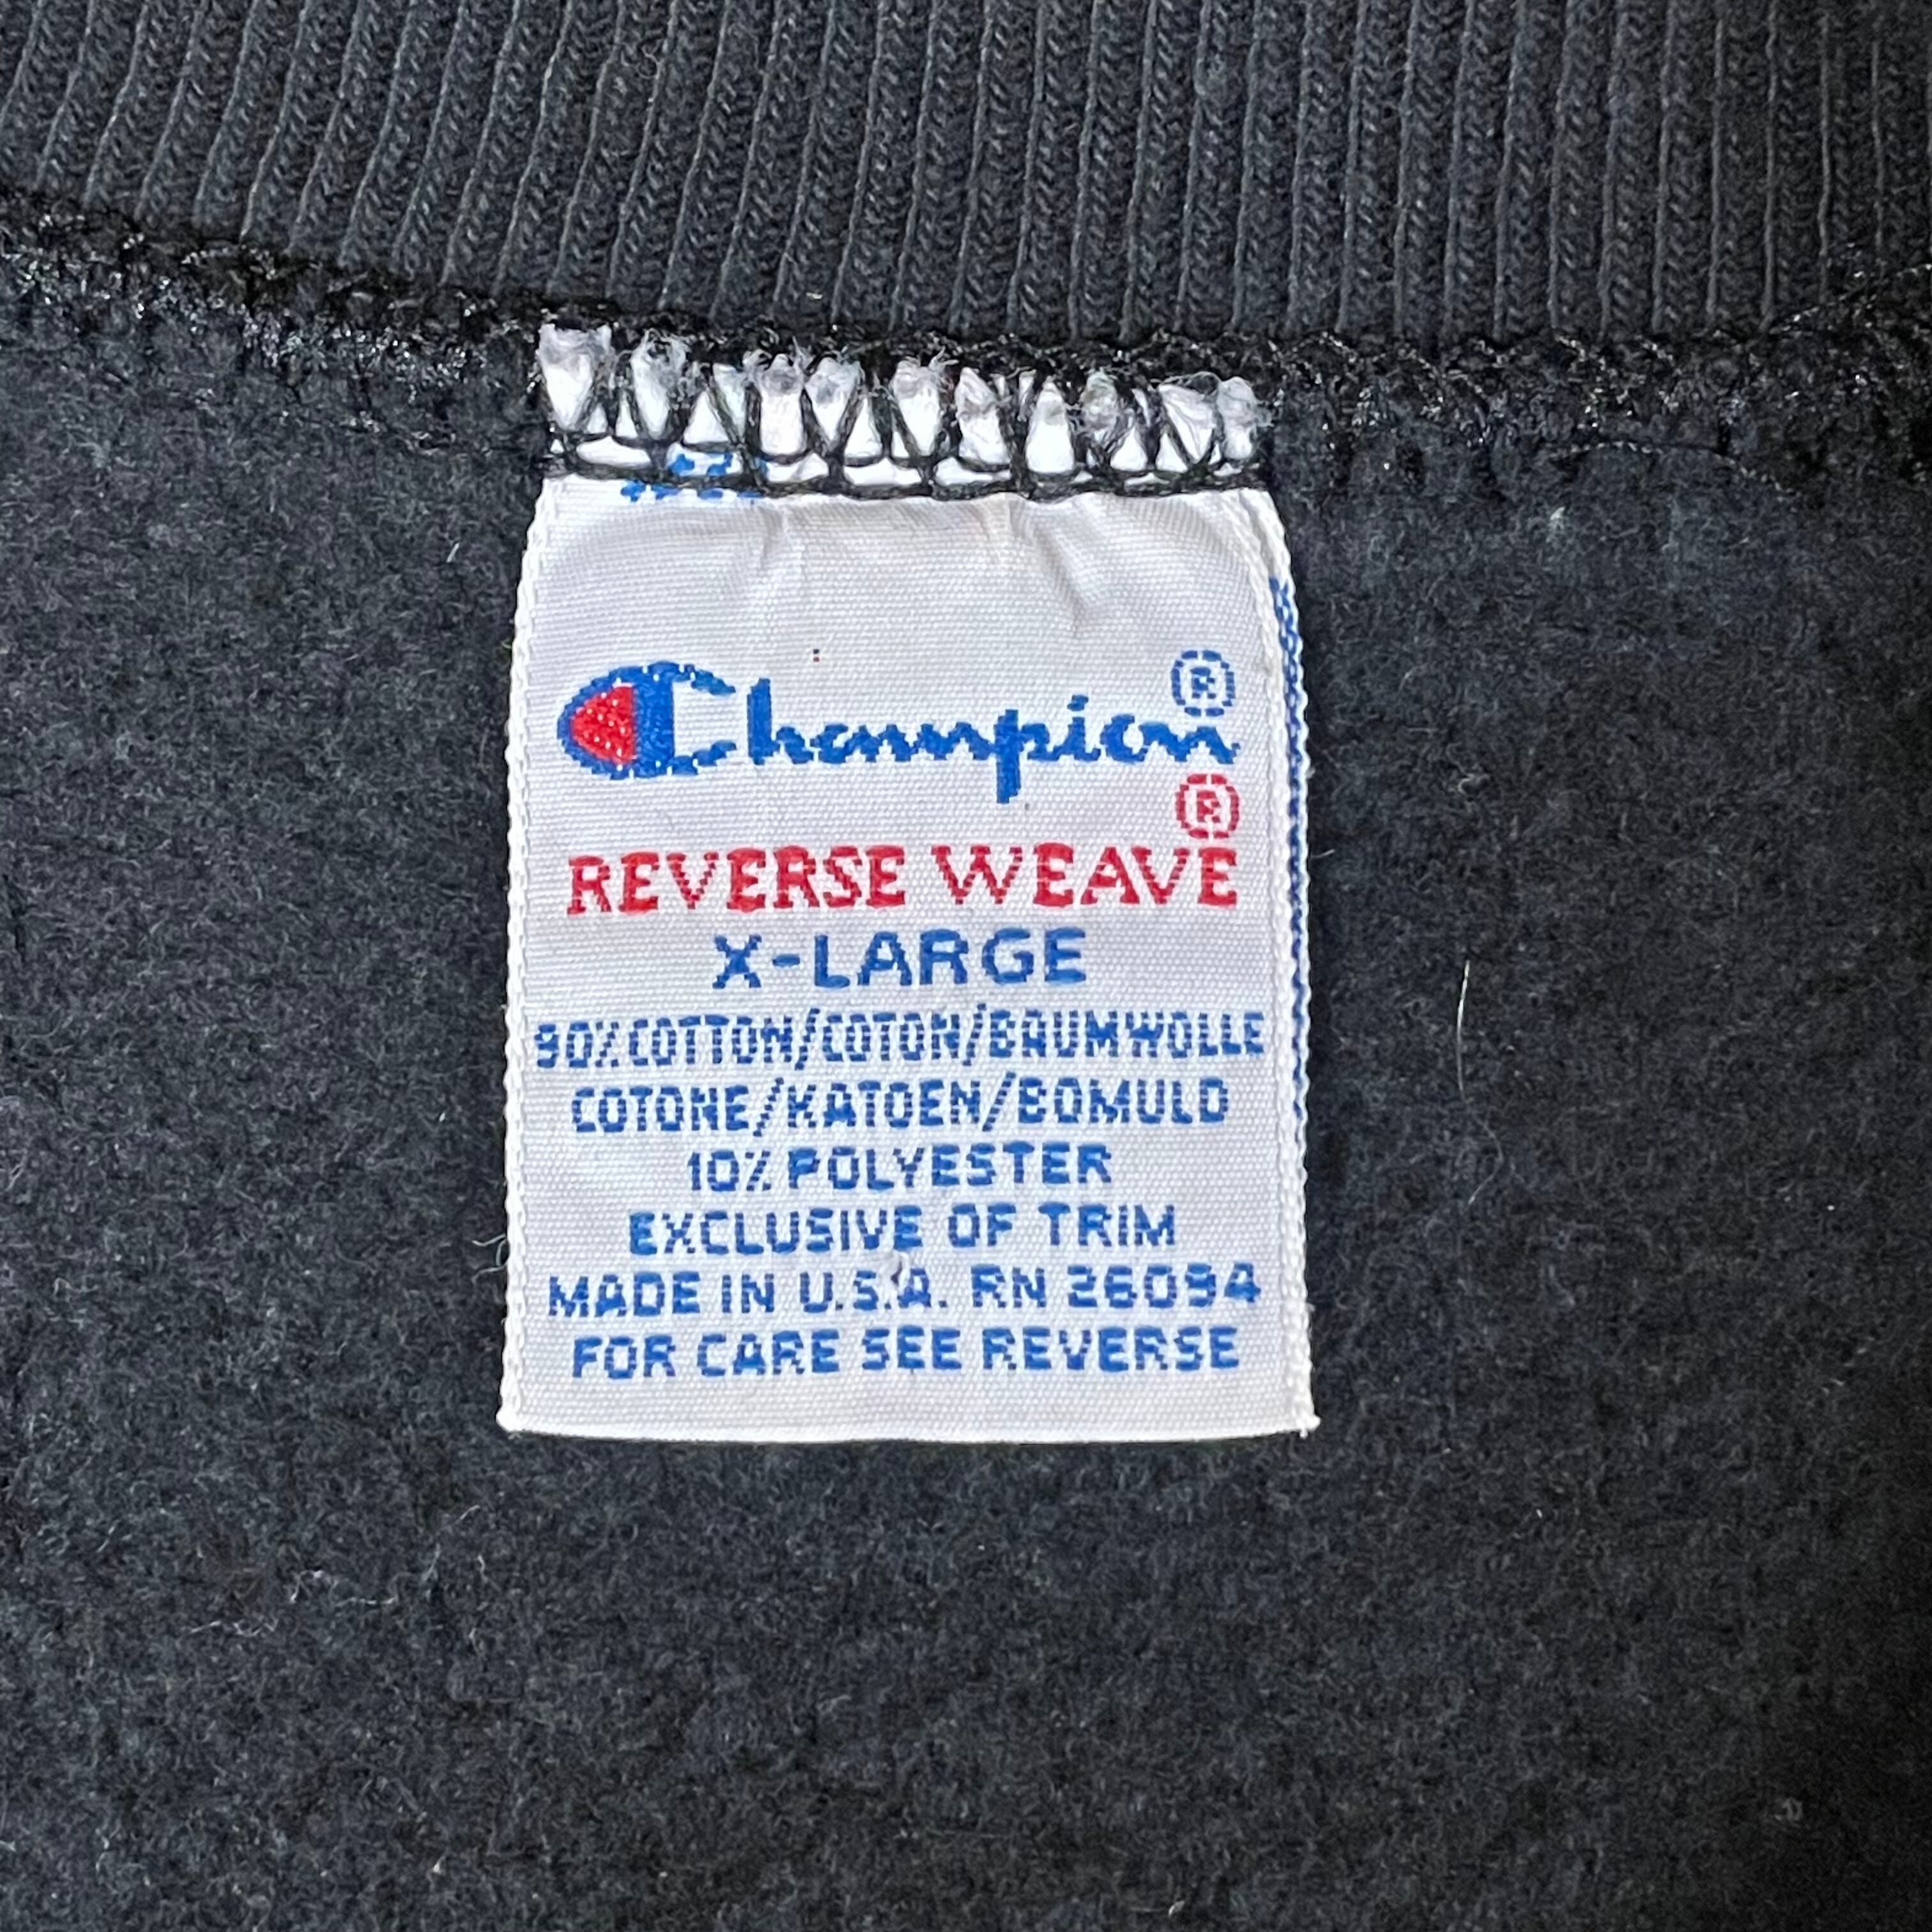 Champion®
REVERSE WEAVE®
X-LARGE
90% COTTON/COTON/BAUMWOLLE
COTONE/KATOEN/BOMULD
10% POLYESTER
EXCLUSIVE OF TRIM
MADE IN U.S.A. RN 26094
FOR CARE SEE REVERSE